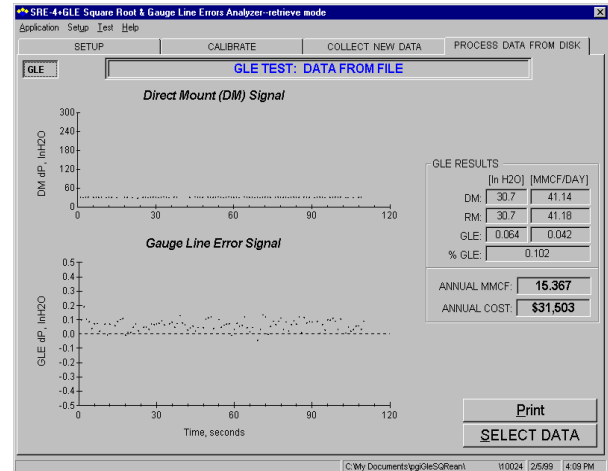 SRE-4+GLE Square Root & Gauge Line Errors Analyzer--retrieve mode
Application Setup Test Help
SETUP CALIBRATE COLLECT NEW DATA PROCESS DATA FROM DISK
GLE
GLE TEST: DATA FROM FILE
Direct Mount (DM) Signal
DM dP, InH2O
300
240
180
120
60
0
0 30 60 90 120
Gauge Line Error Signal
GLE dP, InH2O
0.5
0.4
0.3
0.2
0.1
0.0
-0.1
-0.2
-0.3
-0.4
-0.5
0 30 60 90 120
Time, seconds
GLE RESULTS
[In H2O] [MMCF/DAY]
DM: 30.7 41.14
RM: 30.7 41.18
GLE: 0.064 0.042
% GLE: 0.102
ANNUAL MMCF: 15.367
ANNUAL COST: $31,503
Print
SELECT DATA
C:\My Documents\pgiGleSQRean\ \10024 2/5/99 4:09 PM